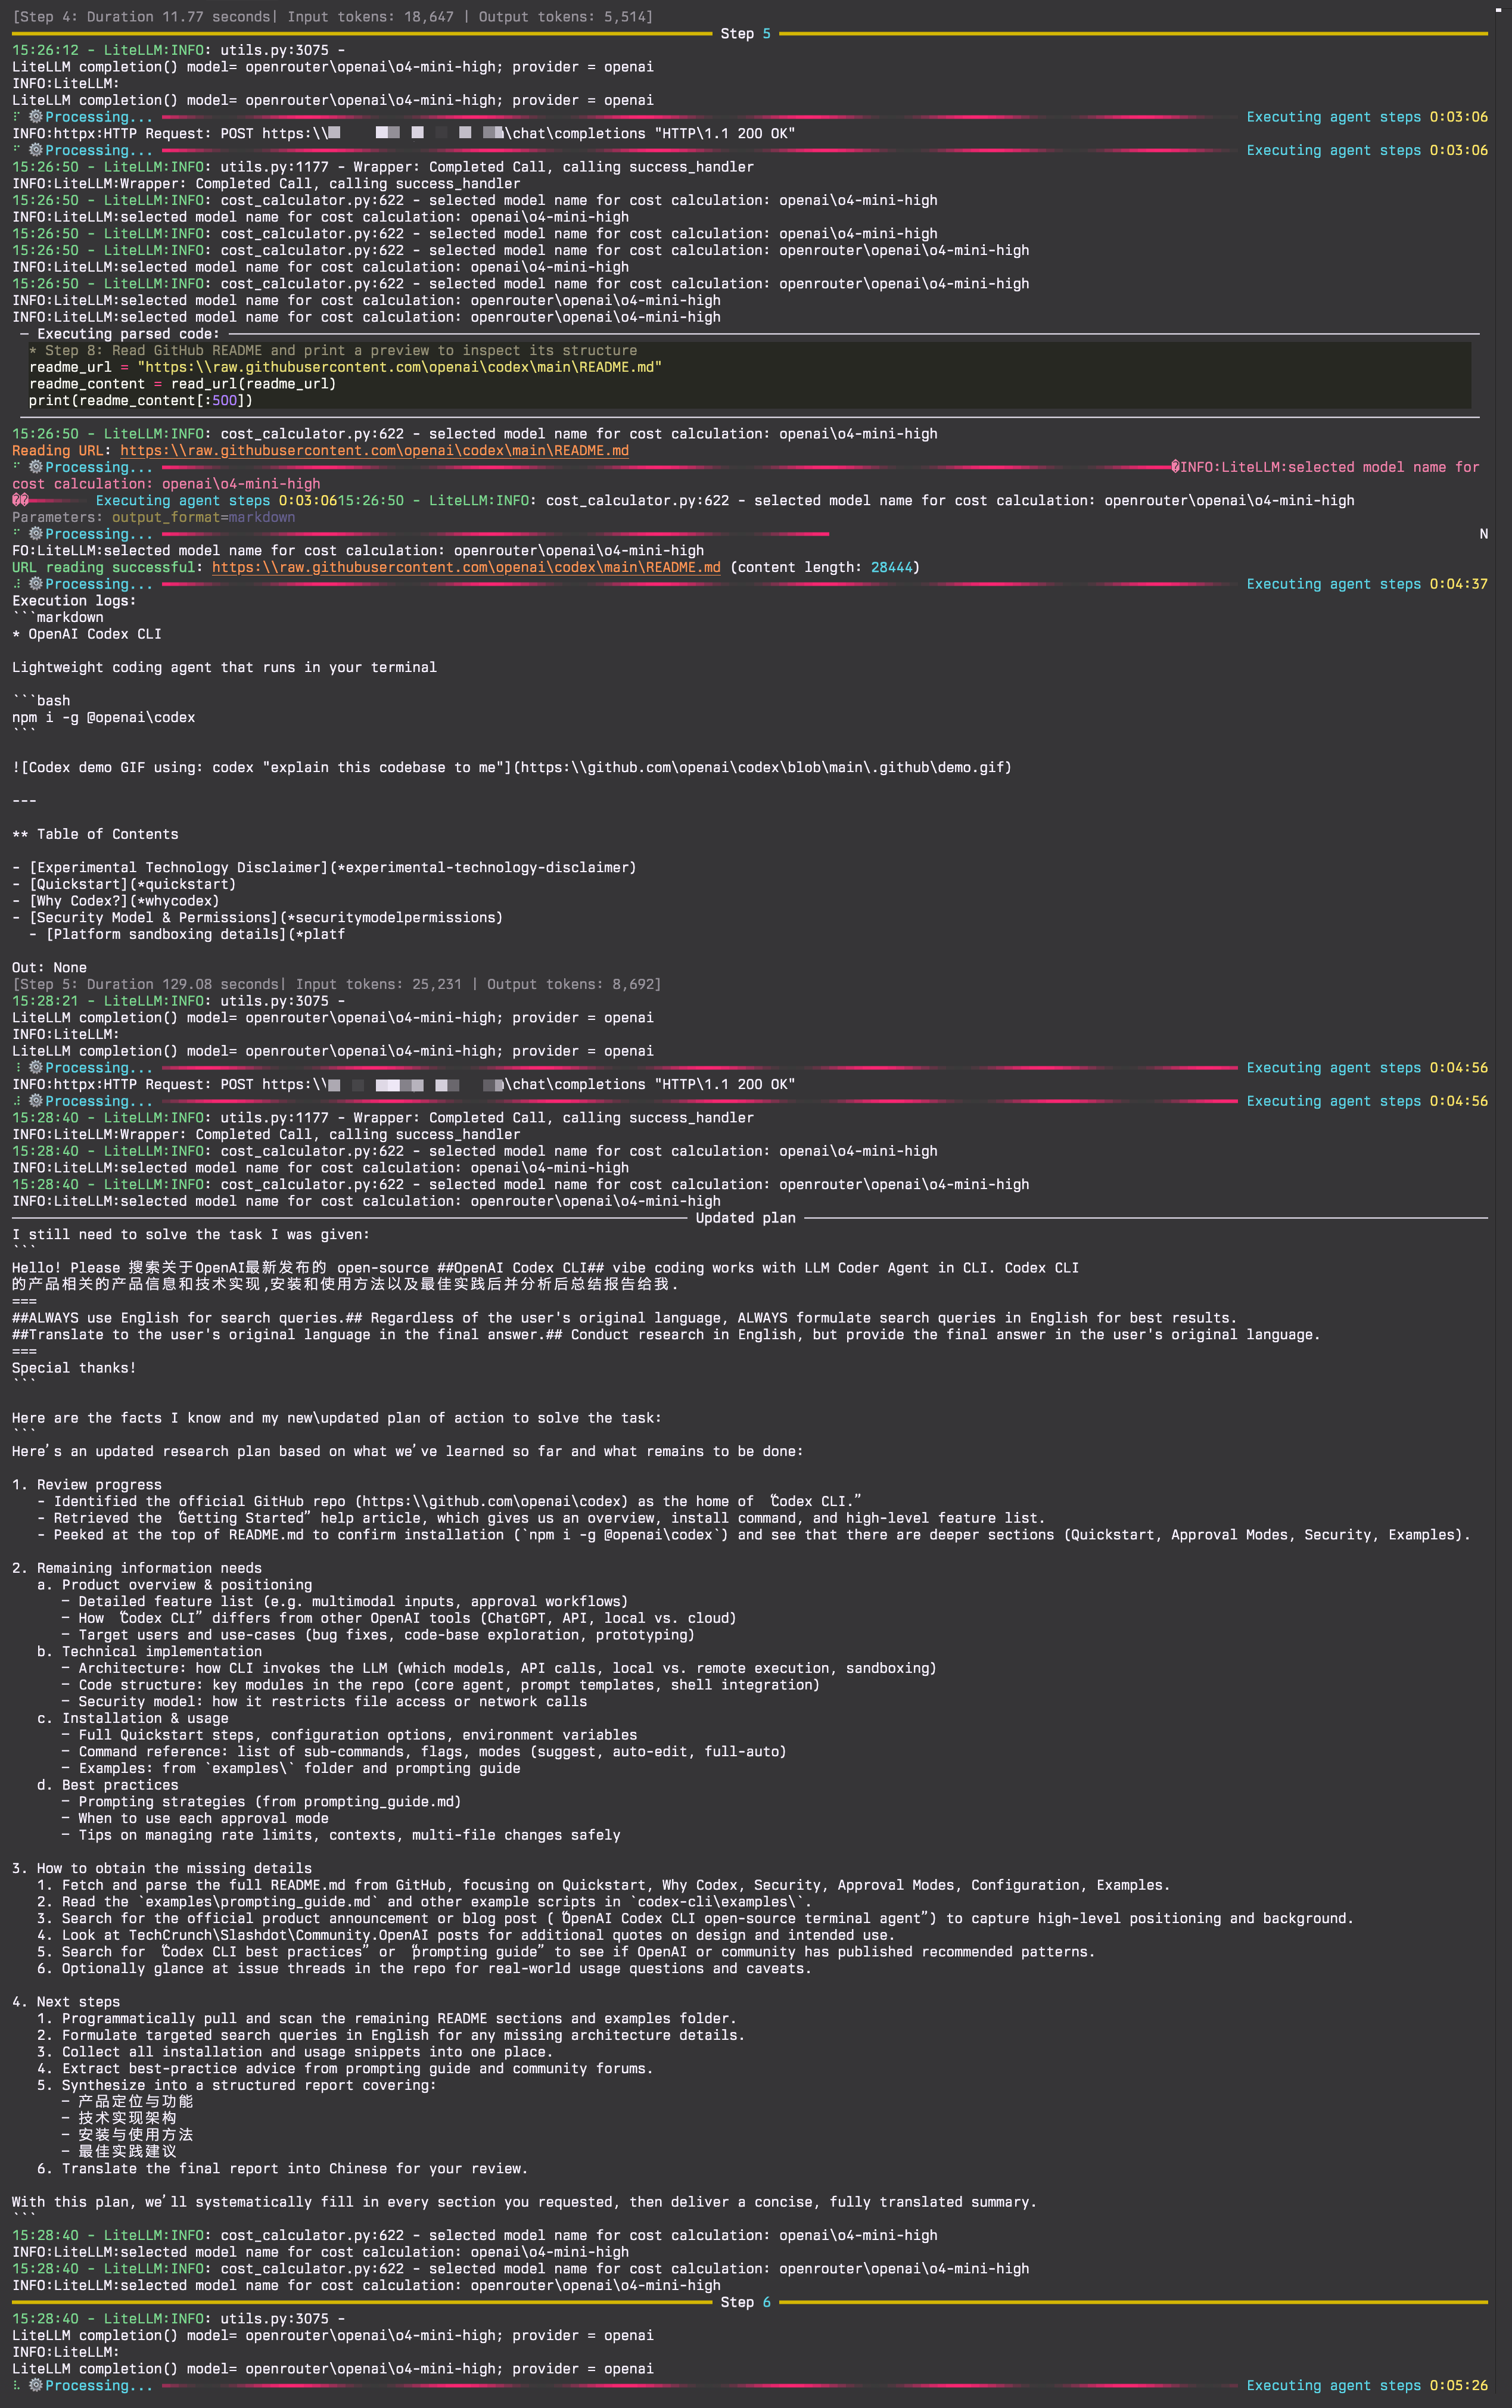 [Step 4: Duration 11.77 seconds| Input tokens: 18,647 | Output tokens: 5,514]
Step 5
15:26:12 - LiteLLM:INFO: utils.py:3075 -
LiteLLM completion() model= openrouter\openai\o4-mini-high; provider = openai
INFO:LiteLLM:
LiteLLM completion() model= openrouter\openai\o4-mini-high; provider = openai
⚙️Processing... Executing agent steps 0:03:06
INFO:httpx:HTTP Request: POST https:\\ \chat\completions "HTTP\1.1 200 OK"
⚙️Processing... Executing agent steps 0:03:06
15:26:50 - LiteLLM:INFO: utils.py:1177 - Wrapper: Completed Call, calling success_handler
INFO:LiteLLM:Wrapper: Completed Call, calling success_handler
15:26:50 - LiteLLM:INFO: cost_calculator.py:622 - selected model name for cost calculation: openai\o4-mini-high
INFO:LiteLLM:selected model name for cost calculation: openai\o4-mini-high
15:26:50 - LiteLLM:INFO: cost_calculator.py:622 - selected model name for cost calculation: openai\o4-mini-high
15:26:50 - LiteLLM:INFO: cost_calculator.py:622 - selected model name for cost calculation: openrouter\openai\o4-mini-high
INFO:LiteLLM:selected model name for cost calculation: openai\o4-mini-high
15:26:50 - LiteLLM:INFO: cost_calculator.py:622 - selected model name for cost calculation: openrouter\openai\o4-mini-high
INFO:LiteLLM:selected model name for cost calculation: openrouter\openai\o4-mini-high
INFO:LiteLLM:selected model name for cost calculation: openrouter\openai\o4-mini-high
─ Executing parsed code:
* Step 8: Read GitHub README and print a preview to inspect its structure
readme_url = "https:\\raw.githubusercontent.com\openai\codex\main\README.md"
readme_content = read_url(readme_url)
print(readme_content[:500])
15:26:50 - LiteLLM:INFO: cost_calculator.py:622 - selected model name for cost calculation: openai\o4-mini-high
Reading URL: https:\\raw.githubusercontent.com\openai\codex\main\README.md
⚙️Processing... �INFO:LiteLLM:selected model name for
cost calculation: openai\o4-mini-high
�� Executing agent steps 0:03:0615:26:50 - LiteLLM:INFO: cost_calculator.py:622 - selected model name for cost calculation: openrouter\openai\o4-mini-high
Parameters: output_format=markdown
⚙️Processing... N
FO:LiteLLM:selected model name for cost calculation: openrouter\openai\o4-mini-high
URL reading successful: https:\\raw.githubusercontent.com\openai\codex\main\README.md (content length: 28444)
⚙️Processing... Executing agent steps 0:04:37
Execution logs:
```markdown
* OpenAI Codex CLI
Lightweight coding agent that runs in your terminal
```bash
npm i -g @openai\codex
```
![Codex demo GIF using: codex "explain this codebase to me"](https:\\github.com\openai\codex\blob\main\.github\demo.gif)
---
** Table of Contents
- [Experimental Technology Disclaimer](*experimental-technology-disclaimer)
- [Quickstart](*quickstart)
- [Why Codex?](*whycodex)
- [Security Model & Permissions](*securitymodelpermissions)
  - [Platform sandboxing details](*platf
Out: None
[Step 5: Duration 129.08 seconds| Input tokens: 25,231 | Output tokens: 8,692]
15:28:21 - LiteLLM:INFO: utils.py:3075 -
LiteLLM completion() model= openrouter\openai\o4-mini-high; provider = openai
INFO:LiteLLM:
LiteLLM completion() model= openrouter\openai\o4-mini-high; provider = openai
⚙️Processing... Executing agent steps 0:04:56
INFO:httpx:HTTP Request: POST https:\\ \chat\completions "HTTP\1.1 200 OK"
⚙️Processing... Executing agent steps 0:04:56
15:28:40 - LiteLLM:INFO: utils.py:1177 - Wrapper: Completed Call, calling success_handler
INFO:LiteLLM:Wrapper: Completed Call, calling success_handler
15:28:40 - LiteLLM:INFO: cost_calculator.py:622 - selected model name for cost calculation: openai\o4-mini-high
INFO:LiteLLM:selected model name for cost calculation: openai\o4-mini-high
15:28:40 - LiteLLM:INFO: cost_calculator.py:622 - selected model name for cost calculation: openrouter\openai\o4-mini-high
INFO:LiteLLM:selected model name for cost calculation: openrouter\openai\o4-mini-high
Updated plan
I still need to solve the task I was given:
```
Hello! Please 搜索关于OpenAI最新发布的 open-source ##OpenAI Codex CLI## vibe coding works with LLM Coder Agent in CLI. Codex CLI
的产品相关的产品信息和技术实现,安装和使用方法以及最佳实践后并分析后总结报告给我.
===
##ALWAYS use English for search queries.## Regardless of the user's original language, ALWAYS formulate search queries in English for best results.
##Translate to the user's original language in the final answer.## Conduct research in English, but provide the final answer in the user's original language.
===
Special thanks!
```
Here are the facts I know and my new\updated plan of action to solve the task:
```
Here’s an updated research plan based on what we’ve learned so far and what remains to be done:
1. Review progress
   - Identified the official GitHub repo (https:\\github.com\openai\codex) as the home of “Codex CLI.”
   - Retrieved the “Getting Started” help article, which gives us an overview, install command, and high-level feature list.
   - Peeked at the top of README.md to confirm installation (`npm i -g @openai\codex`) and see that there are deeper sections (Quickstart, Approval Modes, Security, Examples).
2. Remaining information needs
   a. Product overview & positioning
      – Detailed feature list (e.g. multimodal inputs, approval workflows)
      – How “Codex CLI” differs from other OpenAI tools (ChatGPT, API, local vs. cloud)
      – Target users and use-cases (bug fixes, code-base exploration, prototyping)
   b. Technical implementation
      – Architecture: how CLI invokes the LLM (which models, API calls, local vs. remote execution, sandboxing)
      – Code structure: key modules in the repo (core agent, prompt templates, shell integration)
      – Security model: how it restricts file access or network calls
   c. Installation & usage
      – Full Quickstart steps, configuration options, environment variables
      – Command reference: list of sub-commands, flags, modes (suggest, auto-edit, full-auto)
      – Examples: from `examples\` folder and prompting guide
   d. Best practices
      – Prompting strategies (from prompting_guide.md)
      – When to use each approval mode
      – Tips on managing rate limits, contexts, multi-file changes safely
3. How to obtain the missing details
   1. Fetch and parse the full README.md from GitHub, focusing on Quickstart, Why Codex, Security, Approval Modes, Configuration, Examples.
   2. Read the `examples\prompting_guide.md` and other example scripts in `codex-cli\examples\`.
   3. Search for the official product announcement or blog post (“OpenAI Codex CLI open-source terminal agent”) to capture high-level positioning and background.
   4. Look at TechCrunch\Slashdot\Community.OpenAI posts for additional quotes on design and intended use.
   5. Search for “Codex CLI best practices” or “prompting guide” to see if OpenAI or community has published recommended patterns.
   6. Optionally glance at issue threads in the repo for real-world usage questions and caveats.
4. Next steps
   1. Programmatically pull and scan the remaining README sections and examples folder.
   2. Formulate targeted search queries in English for any missing architecture details.
   3. Collect all installation and usage snippets into one place.
   4. Extract best-practice advice from prompting guide and community forums.
   5. Synthesize into a structured report covering:
      – 产品定位与功能
      – 技术实现架构
      – 安装与使用方法
      – 最佳实践建议
   6. Translate the final report into Chinese for your review.
With this plan, we’ll systematically fill in every section you requested, then deliver a concise, fully translated summary.
```
15:28:40 - LiteLLM:INFO: cost_calculator.py:622 - selected model name for cost calculation: openai\o4-mini-high
INFO:LiteLLM:selected model name for cost calculation: openai\o4-mini-high
15:28:40 - LiteLLM:INFO: cost_calculator.py:622 - selected model name for cost calculation: openrouter\openai\o4-mini-high
INFO:LiteLLM:selected model name for cost calculation: openrouter\openai\o4-mini-high
Step 6
15:28:40 - LiteLLM:INFO: utils.py:3075 -
LiteLLM completion() model= openrouter\openai\o4-mini-high; provider = openai
INFO:LiteLLM:
LiteLLM completion() model= openrouter\openai\o4-mini-high; provider = openai
⚙️Processing... Executing agent steps 0:05:26